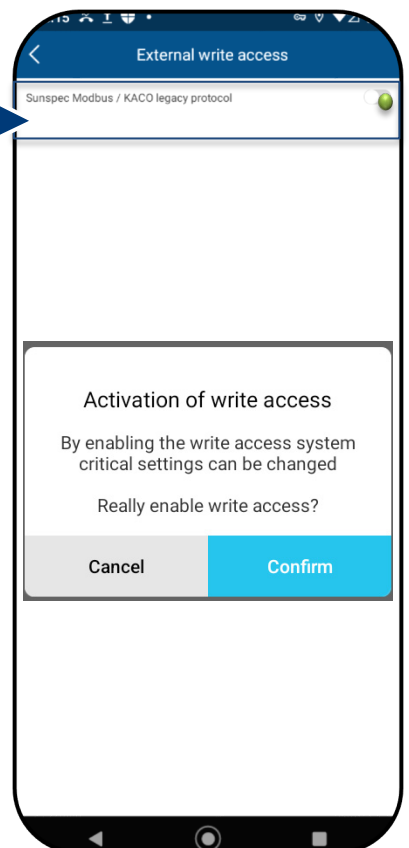 External write access
Sunspec Modbus / KACO legacy protocol
Activation of write access
By enabling the write access system
critical settings can be changed
Really enable write access?
Cancel
Confirm